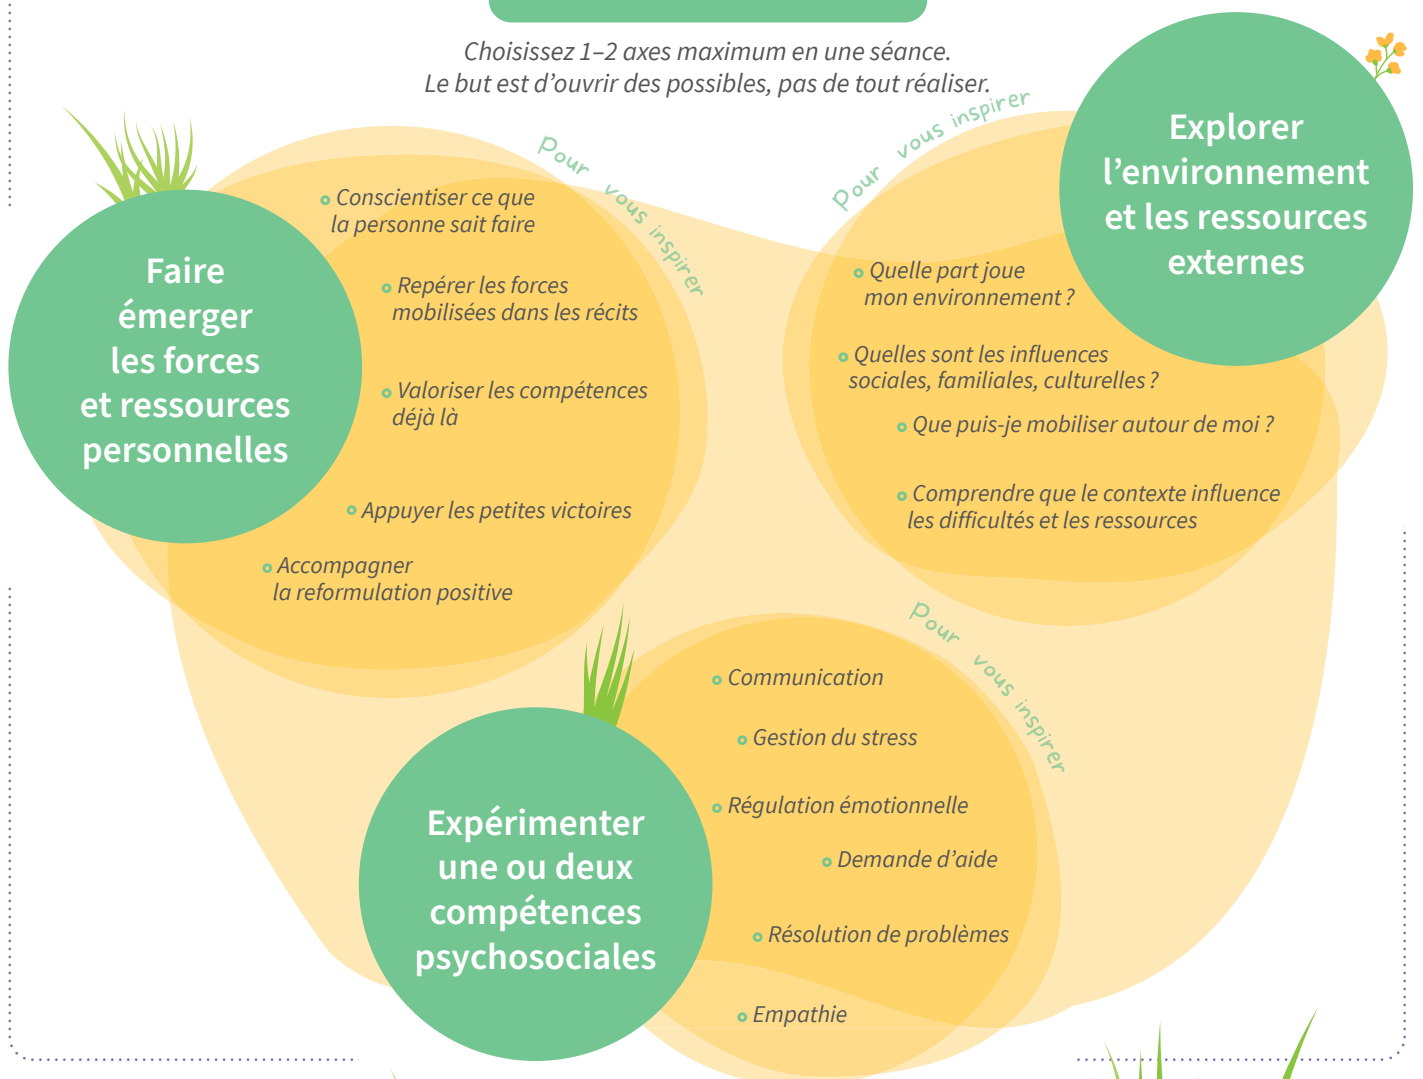 Choisissez 1–2 axes maximum en une séance.
Le but est d’ouvrir des possibles, pas de tout réaliser.
Faire
émerger
les forces
et ressources
personnelles
Pour vous inspirer
Conscientiser ce que
la personne sait faire
Repérer les forces
mobilisées dans les récits
Valoriser les compétences
déjà là
Appuyer les petites victoires
Accompagner
la reformulation positive
Explorer
l’environnement
et les ressources
externes
Pour vous inspirer
Quelle part joue
mon environnement ?
Quelles sont les influences
sociales, familiales, culturelles ?
Que puis-je mobiliser autour de moi ?
Comprendre que le contexte influence
les difficultés et les ressources
Expérimenter
une ou deux
compétences
psychosociales
Pour vous inspirer
Communication
Gestion du stress
Régulation émotionnelle
Demande d’aide
Résolution de problèmes
Empathie